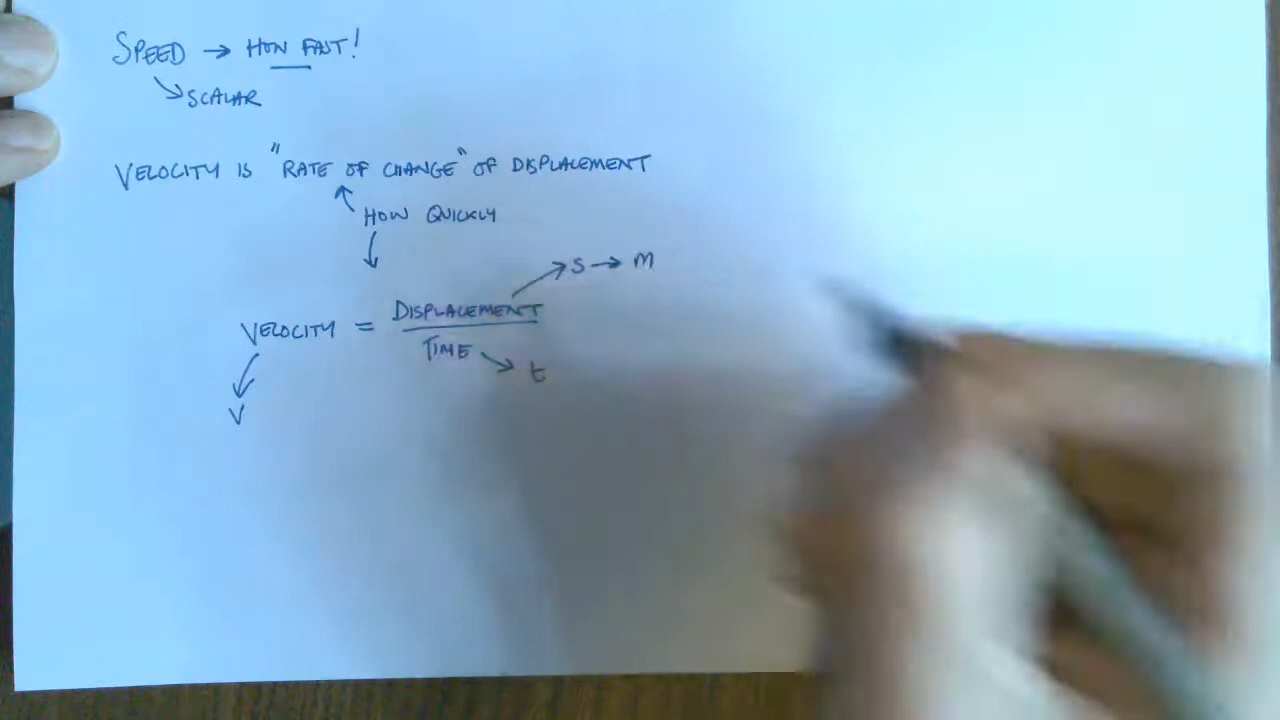 SPEED → HOW FAST!
SCALAR
VELOCITY IS "RATE OF CHANGE" OF DISPLACEMENT
HOW QUICKLY
S → m
VELOCITY = DISPLACEMENT
TIME
t
V